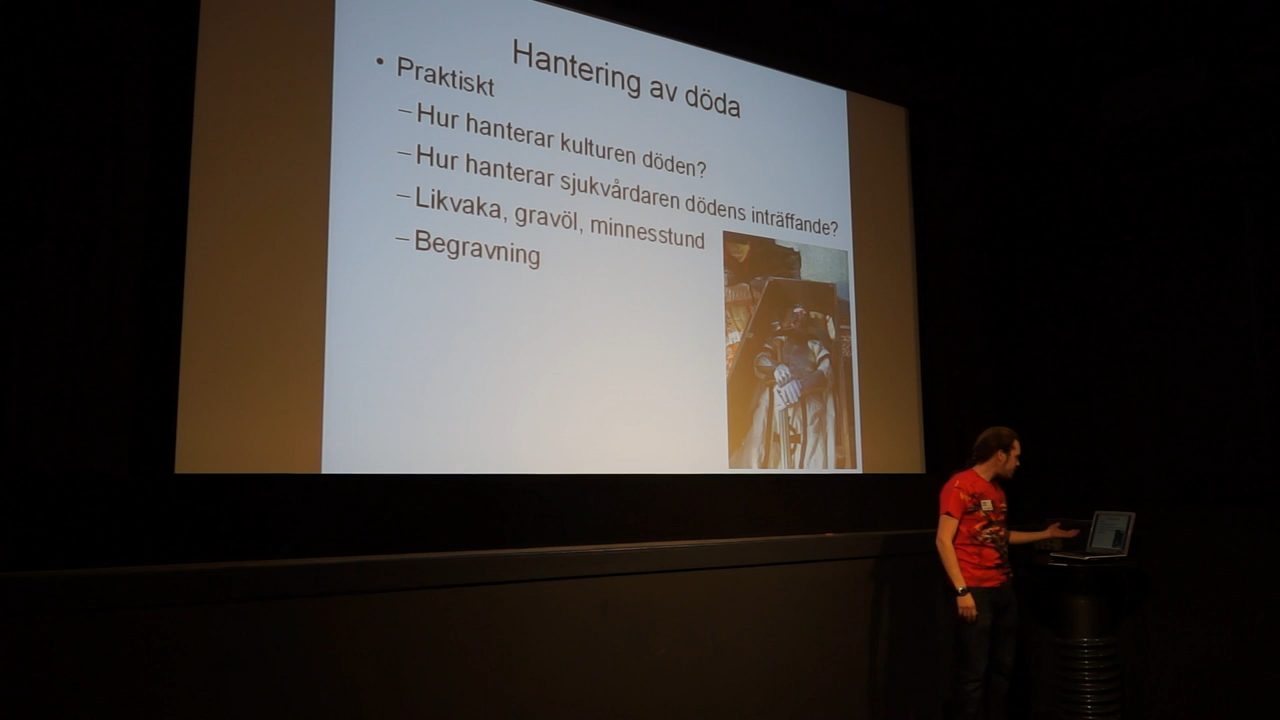 Hantering av döda
• Praktiskt
–Hur hanterar kulturen döden?
–Hur hanterar sjukvårdaren dödens inträffande?
–Likvaka, gravöl, minnesstund
–Begravning